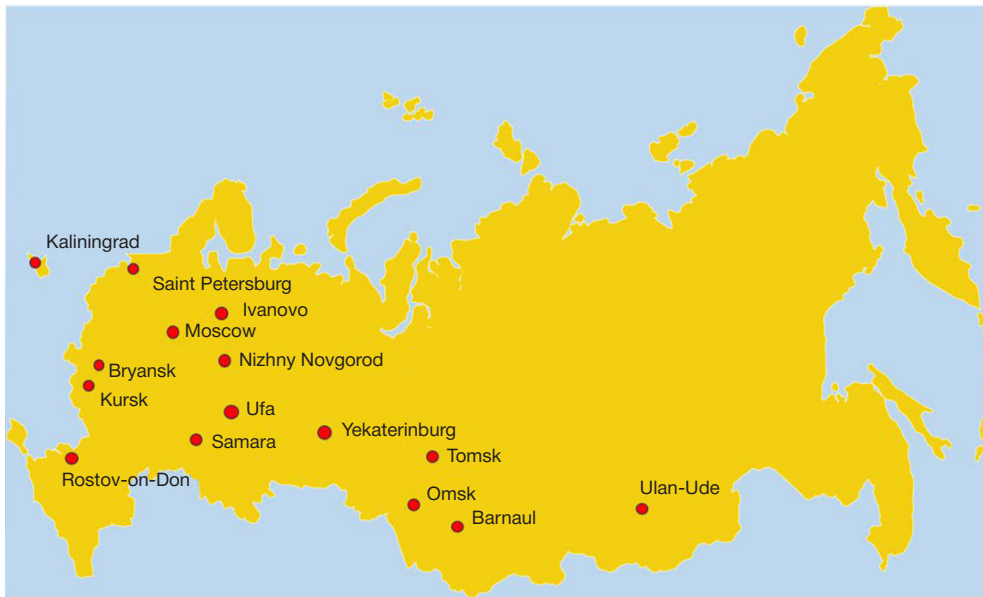 Kaliningrad
Saint Petersburg
Ivanovo
Moscow
Nizhny Novgorod
Bryansk
Kursk
Ufa
Yekaterinburg
Samara
Tomsk
Rostov-on-Don
Ulan-Ude
Omsk
Barnaul